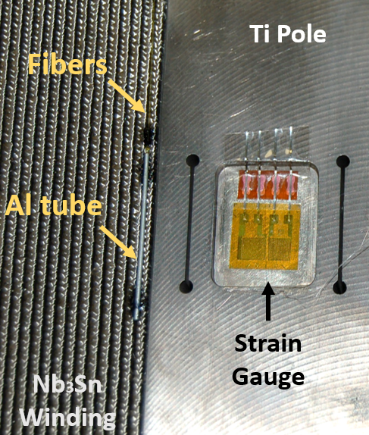 Ti Pole
Fibers
Al tube
Strain
Gauge
Nb₃Sn
Winding